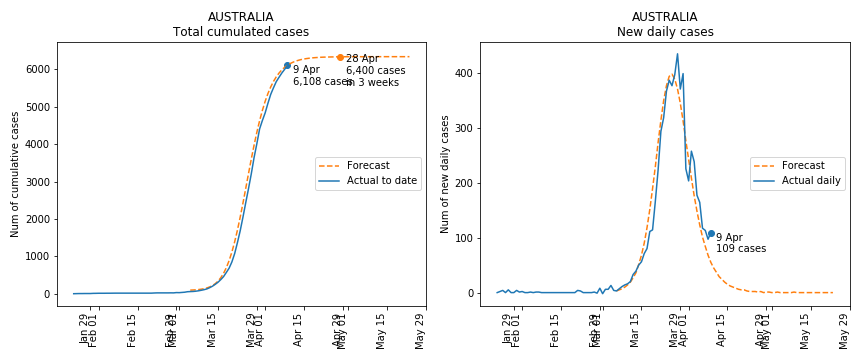 AUSTRALIA
Total cumulated cases
Num of cumulative cases
6000
5000
4000
3000
2000
1000
0
9 Apr
6,108 cases
28 Apr
6,400 cases
in 3 weeks
Forecast
Actual to date
Jan 29
Feb 01
Feb 15
Feb 29
Mar 01
Mar 15
Mar 29
Apr 01
Apr 15
Apr 29
May 01
May 15
May 29
AUSTRALIA
New daily cases
Num of new daily cases
400
300
200
100
0
Forecast
Actual daily
9 Apr
109 cases
Jan 29
Feb 01
Feb 15
Feb 29
Mar 01
Mar 15
Mar 29
Apr 01
Apr 15
Apr 29
May 01
May 15
May 29